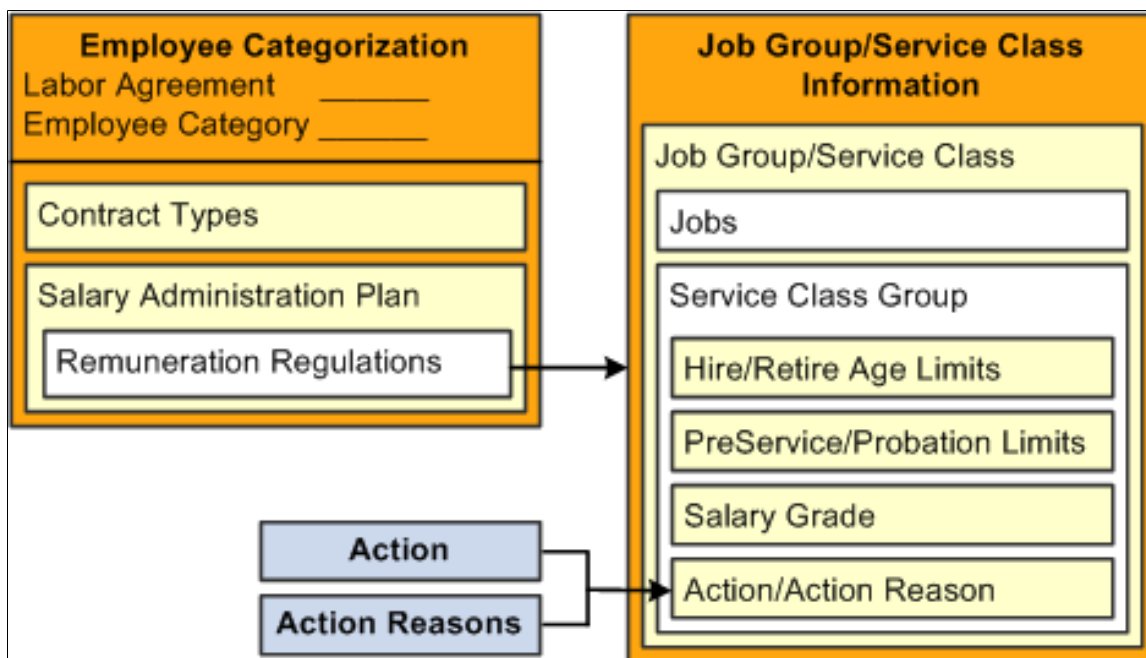 Employee Categorization
Labor Agreement ______
Employee Category ______
Contract Types
Salary Administration Plan
Remuneration Regulations
Job Group/Service Class
Information
Job Group/Service Class
Jobs
Service Class Group
Hire/Retire Age Limits
PreService/Probation Limits
Salary Grade
Action/Action Reason
Action
Action Reasons